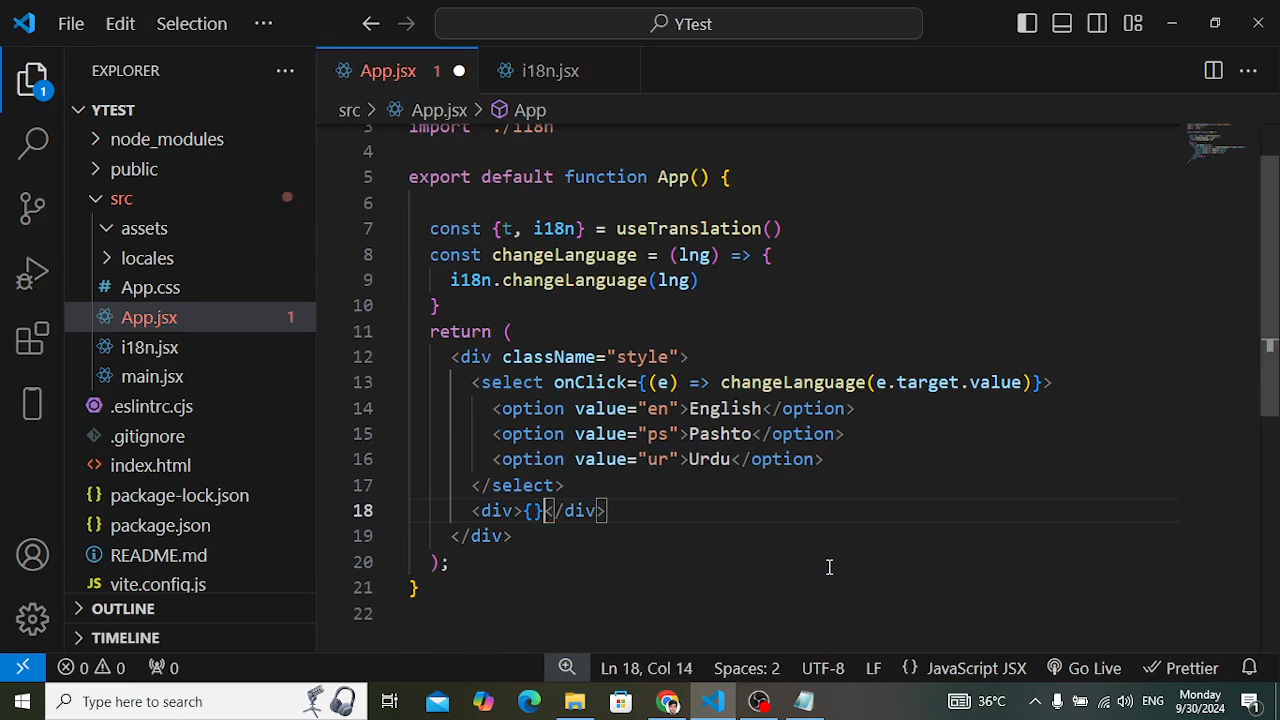 File Edit Selection ··· YTest
EXPLORER ···
YTEST
node_modules
public
src
assets
locales
# App.css
App.jsx 1
i18n.jsx
main.jsx
.eslintrc.cjs
.gitignore
<> index.html
{} package-lock.json
{} package.json
README.md
JS vite.config.js
OUTLINE
TIMELINE
App.jsx 1 i18n.jsx ···
src > App.jsx > App
3 import "./i18n"
4
5 export default function App() {
6
7 const {t, i18n} = useTranslation()
8 const changeLanguage = (lng) => {
9 i18n.changeLanguage(lng)
10 }
11 return (
12 <div className="style">
13 <select onClick={(e) => changeLanguage(e.target.value)}>
14 <option value="en">English</option>
15 <option value="ps">Pashto</option>
16 <option value="ur">Urdu</option>
17 </select>
18 <div>{}</div>
19 </div>
20 );
21 }
22
0 0 0 Ln 18, Col 14 Spaces: 2 UTF-8 LF {} JavaScript JSX Go Live Prettier
Type here to search 36°C ENG Monday 9/30/2024 1